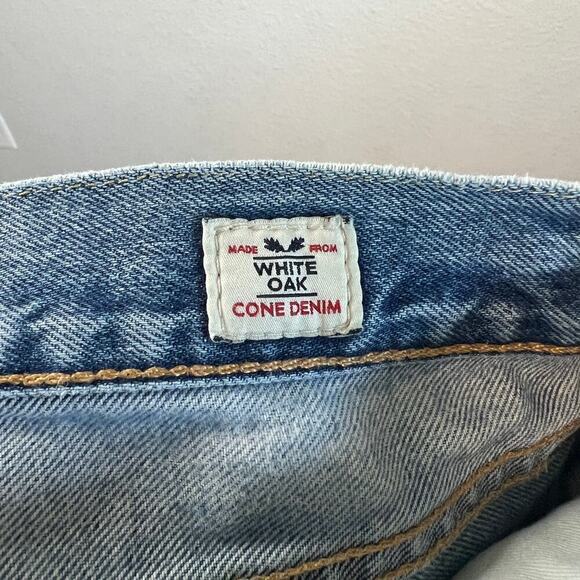 MADE FROM
WHITE
OAK
CONE DENIM